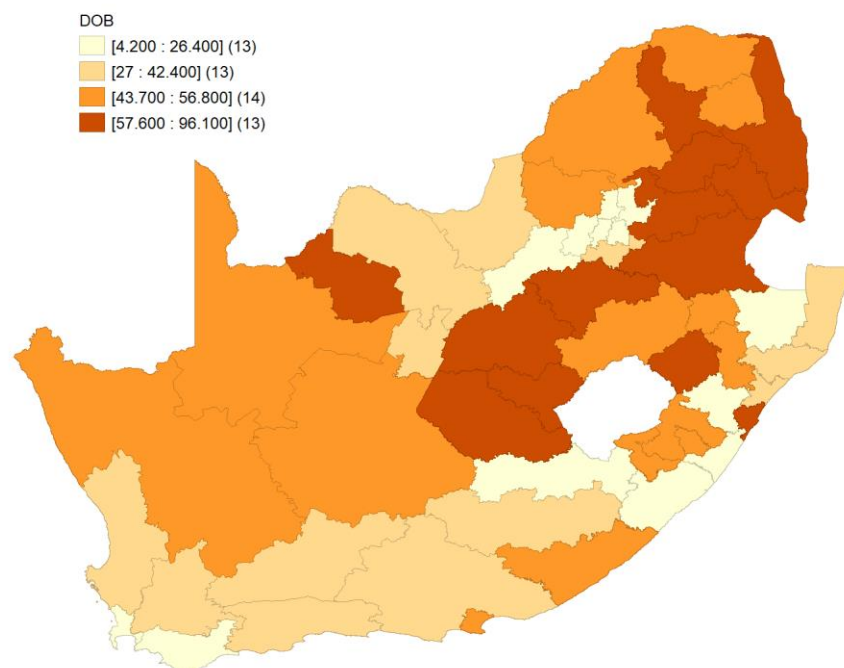 DOB
[4.200 : 26.400] (13)
[27 : 42.400] (13)
[43.700 : 56.800] (14)
[57.600 : 96.100] (13)